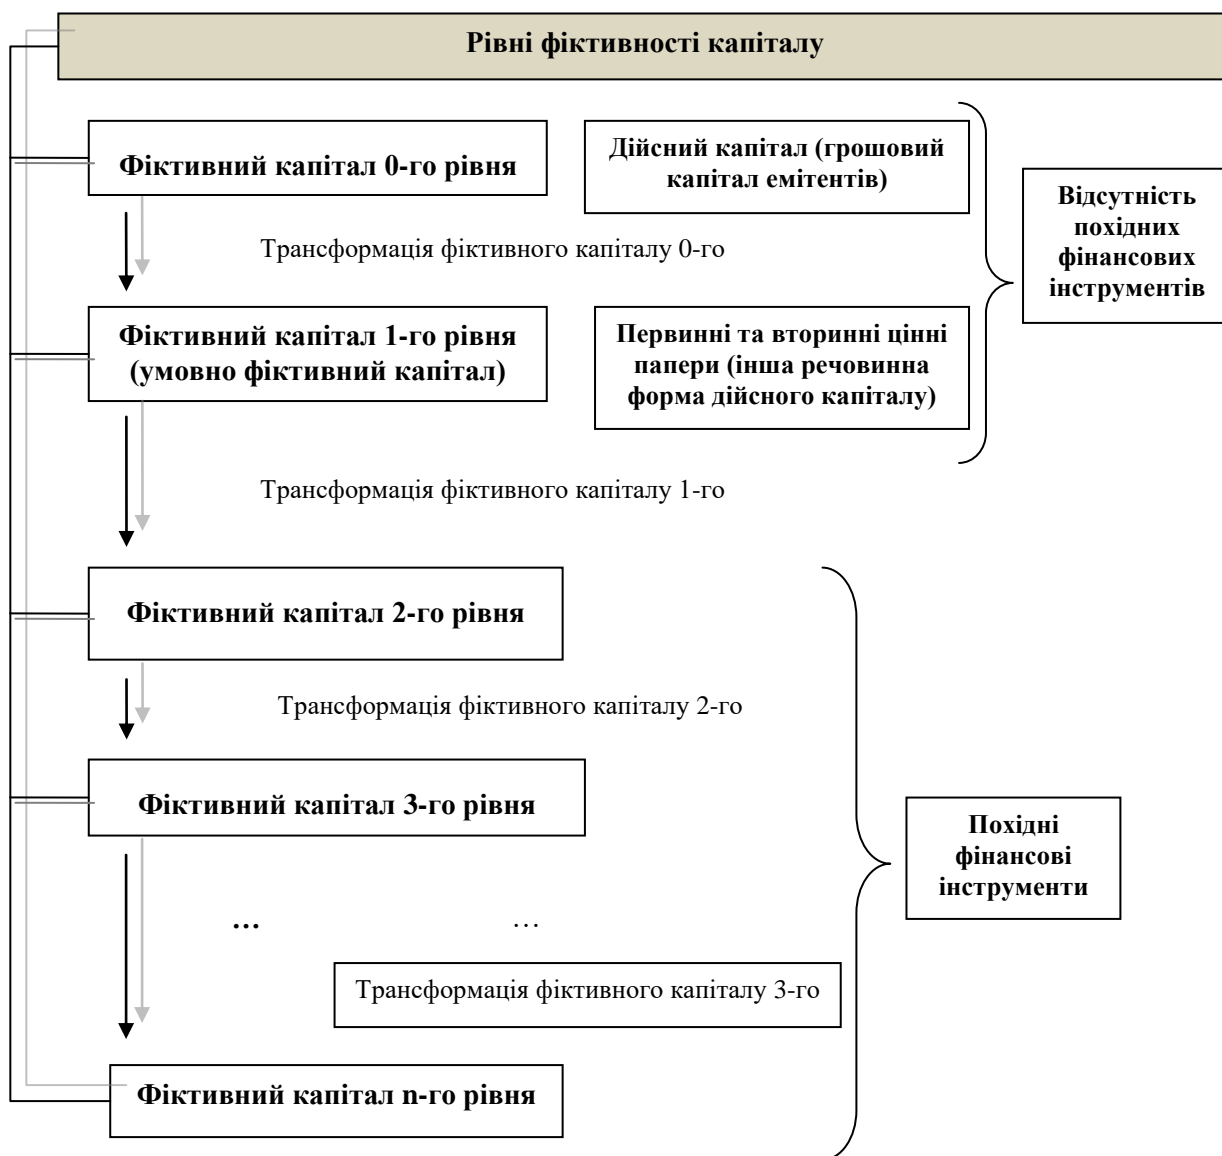 Рівні фіктивності капіталу
Фіктивний капітал 0-го рівня
Дійсний капітал (грошовий
капітал емітентів)
Відсутність
похідних
фінансових
інструментів
Трансформація фіктивного капіталу 0-го
Фіктивний капітал 1-го рівня
(умовно фіктивний капітал)
Первинні та вторинні цінні
папери (інша речовинна
форма дійсного капіталу)
Трансформація фіктивного капіталу 1-го
Фіктивний капітал 2-го рівня
Трансформація фіктивного капіталу 2-го
Фіктивний капітал 3-го рівня
Похідні
фінансові
інструменти
... ...
Трансформація фіктивного капіталу 3-го
Фіктивний капітал n-го рівня